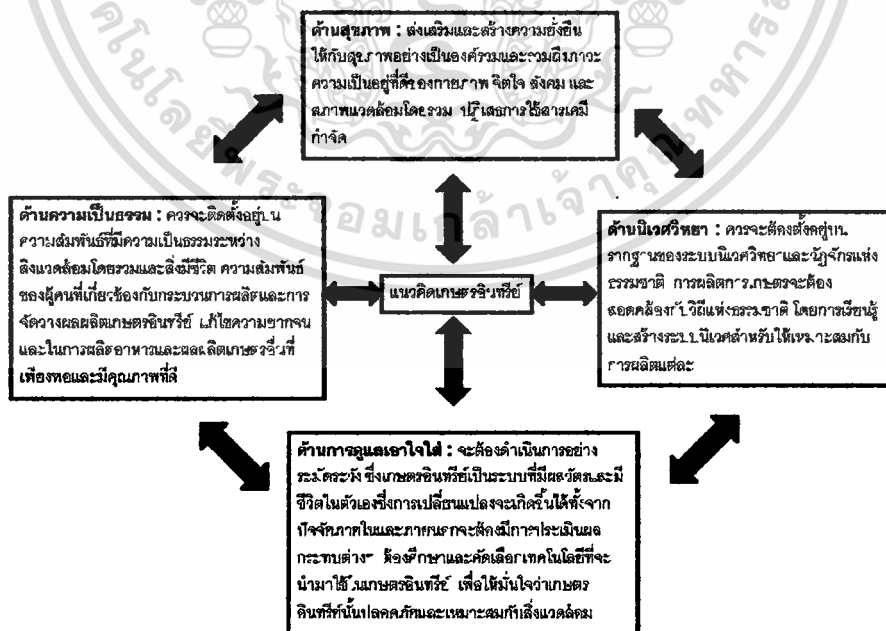 ด้านสุขภาพ : ส่งเสริมและสร้างความยั่งยืน
ให้กับสุขภาพอย่างเป็นองค์รวมและรวมถึงภาวะ
ความเป็นอยู่ที่ดีของกายภาพ จิตใจ สังคม และ
สภาพแวดล้อมโดยรวม ปฏิเสธการใช้สารเคมี
กำจัด
ด้านความเป็นธรรม : ควรจะติดตั้งอยู่บน
ความสัมพันธ์ที่มีความเป็นธรรมระหว่าง
สิ่งแวดล้อมโดยรวมและสิ่งมีชีวิต ความสัมพันธ์
ของผู้คนที่เกี่ยวข้องกับกระบวนการผลิตและการ
จัดวางผลผลิตเกษตรอินทรีย์ แก้ไขความยากจน
และในการผลิตอาหารและผลผลิตเกษตรอื่นที่
เพียงพอและมีคุณภาพที่ดี
แนวคิดเกษตรอินทรีย์
ด้านนิเวศวิทยา : ควรจะต้องตั้งอยู่บน
รากฐานของระบบนิเวศวิทยาและวัฏจักรแห่ง
ธรรมชาติ การผลิตการเกษตรจะต้อง
สอดคล้องกับวิถีแห่งธรรมชาติ โดยการเรียนรู้
และสร้างระบบนิเวศสำหรับให้เหมาะสมกับ
การผลิตแต่ละ
ด้านการดูแลเอาใจใส่ : จะต้องดำเนินการอย่าง
ระมัดระวัง ซึ่งเกษตรอินทรีย์เป็นระบบที่มีพลวัตรและมี
ชีวิตในตัวเองซึ่งการเปลี่ยนแปลงจะเกิดขึ้นได้ทั้งจาก
ปัจจัยภายในและภายนอกจะต้องมีการประเมินผล
กระทบต่างๆ ต้องศึกษาและคัดเลือกเทคโนโลยีที่จะ
นำมาใช้ในเกษตรอินทรีย์ เพื่อให้มั่นใจว่าเกษตร
อินทรีย์นั้นปลอดภัยและเหมาะสมกับสิ่งแวดล้อม